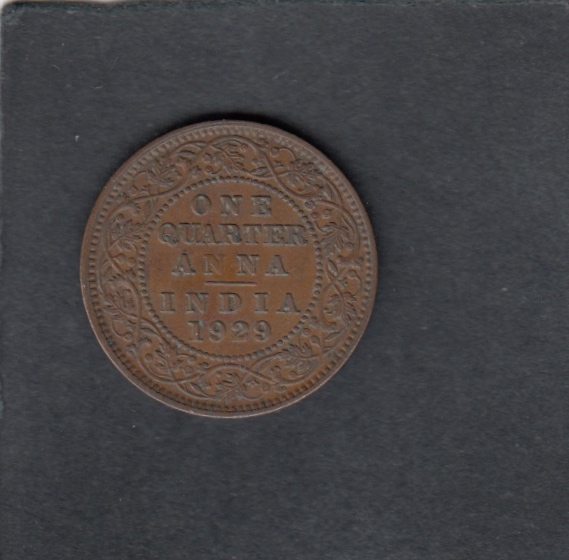 ONE
QUARTER
ANNA
INDIA
1929